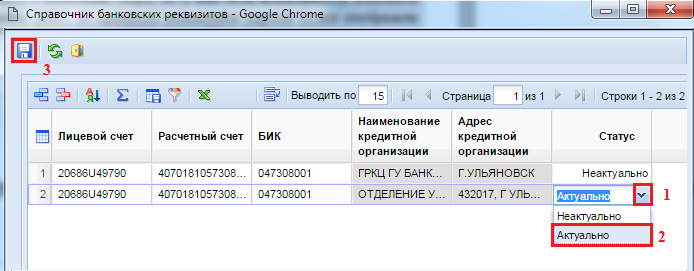 Справочник банковских реквизитов - Google Chrome
3
Выводить по 15 Страница 1 из 1 Строки 1 - 2 из 2
Лицевой счет Расчетный счет БИК Наименование кредитной организации Адрес кредитной организации Статус
1 20686U49790 4070181057308... 047308001 ГРКЦ ГУ БАНК... Г.УЛЬЯНОВСК Неактуально
2 20686U49790 4070181057308... 047308001 ОТДЕЛЕНИЕ У... 432017, Г УЛЬ... Актуально 1
Неактуально
Актуально 2